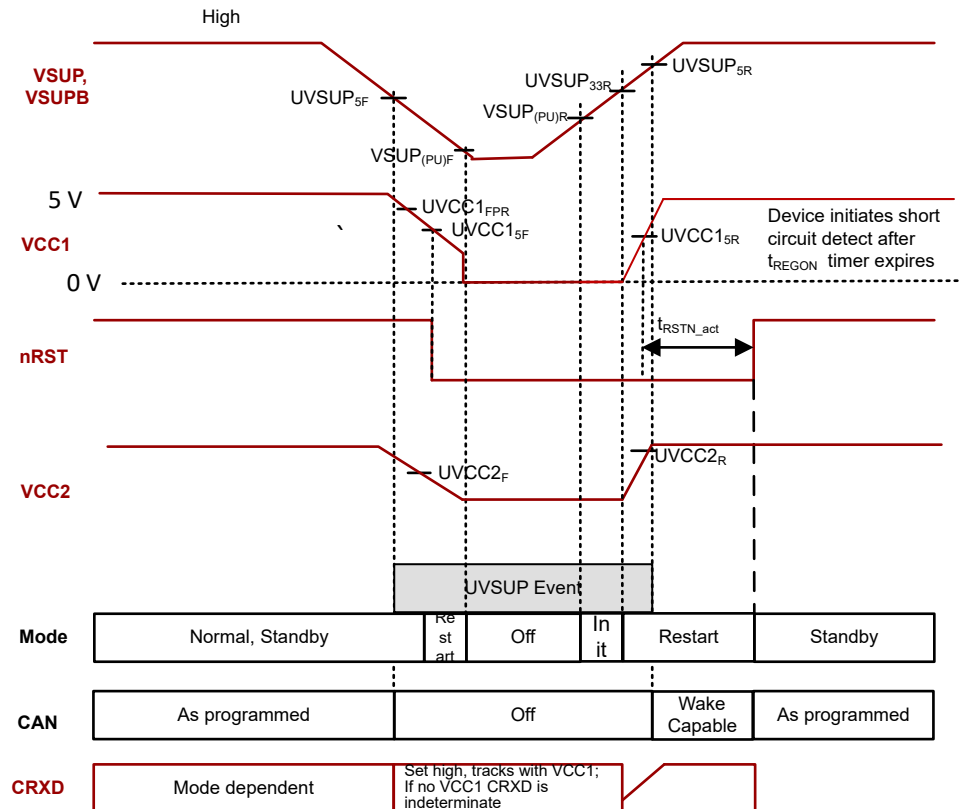 High
VSUP,
VSUPB
UVSUP5F
VSUP(PU)F
VSUP(PU)R
UVSUP33R
UVSUP5R
5 V
VCC1
0 V
`
UVCC1FPR
UVCC15F
UVCC15R
Device initiates short
circuit detect after
tREGON timer expires
nRST
tRSTN_act
VCC2
UVCC2F
UVCC2R
UVSUP Event
Mode
Normal, Standby
Re
st
art
Off
In
it
Restart
Standby
CAN
As programmed
Off
Wake
Capable
As programmed
CRXD
Mode dependent
Set high, tracks with VCC1;
If no VCC1 CRXD is
indeterminate